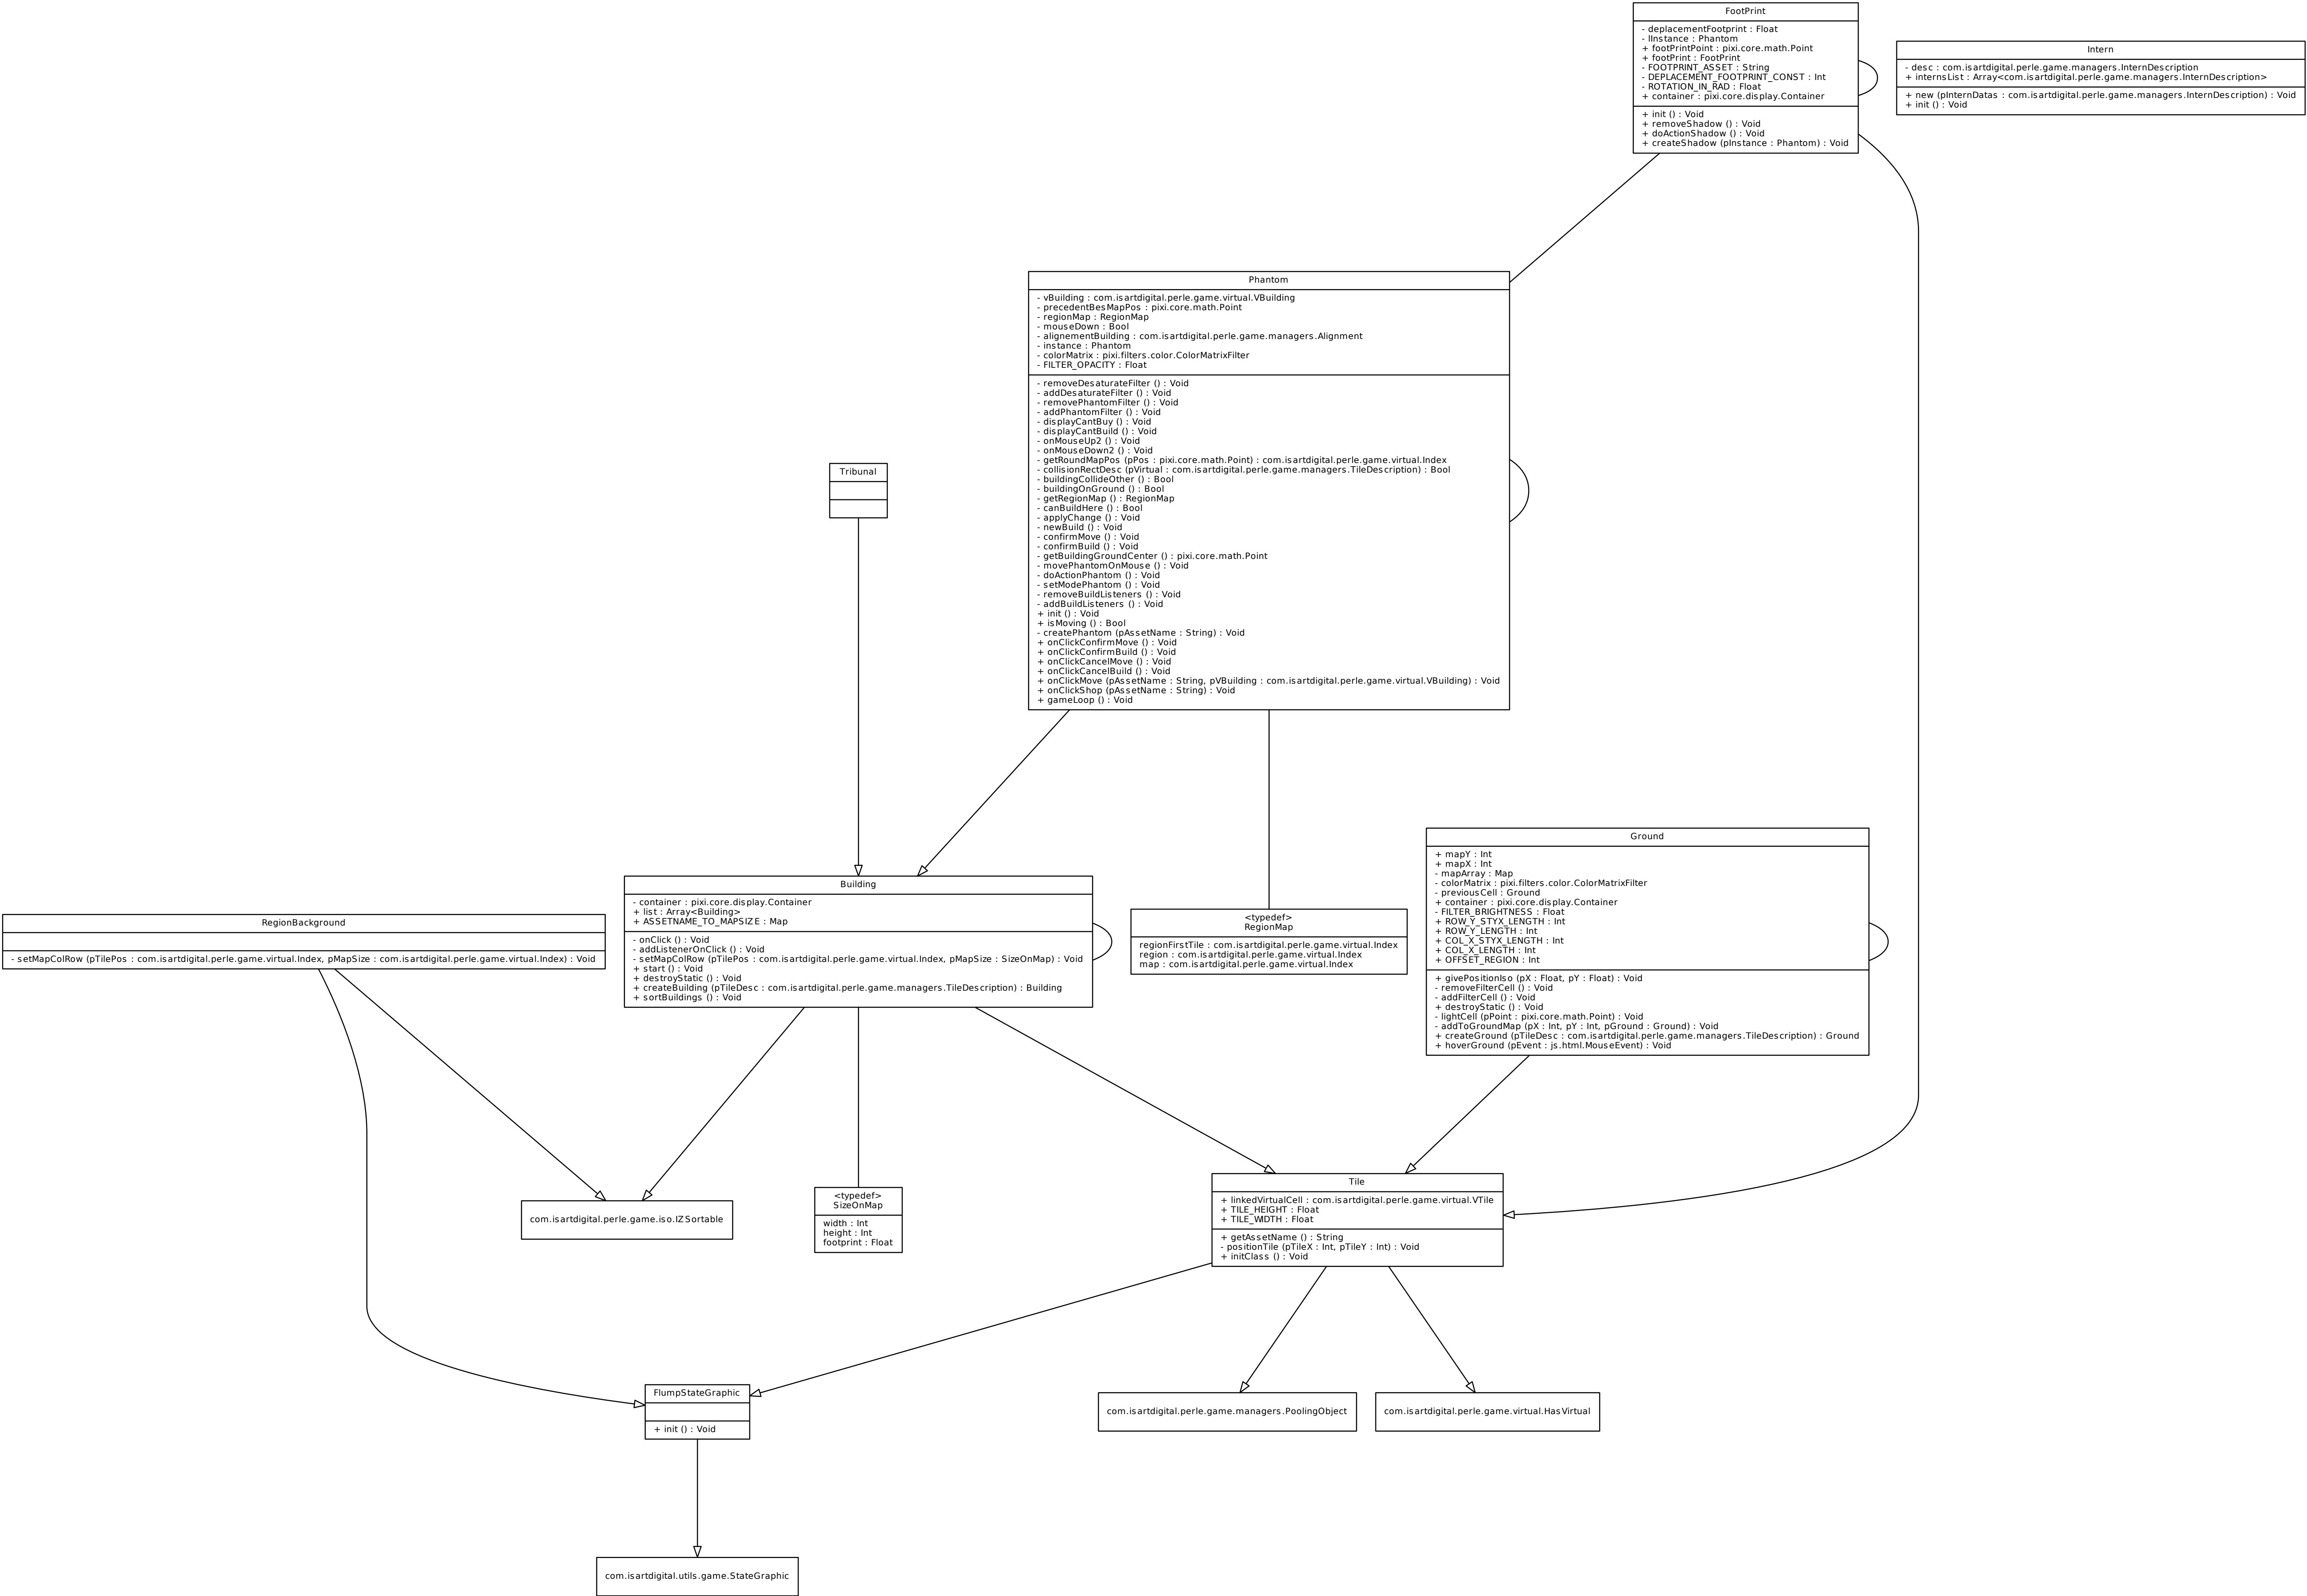 FootPrint
- deplacementFootprint : Float
- lInstance : Phantom
+ footPrintPoint : pixi.core.math.Point
+ footPrint : FootPrint
- FOOTPRINT_ASSET : String
- DEPLACEMENT_FOOTPRINT_CONST : Int
- ROTATION_IN_RAD : Float
+ container : pixi.core.display.Container
+ init () : Void
+ removeShadow () : Void
+ doActionShadow () : Void
+ createShadow (pInstance : Phantom) : Void
Intern
- desc : com.isartdigital.perle.game.managers.InternDescription
+ internsList : Array<com.isartdigital.perle.game.managers.InternDescription>
+ new (pInternDatas : com.isartdigital.perle.game.managers.InternDescription) : Void
+ init () : Void
Phantom
- vBuilding : com.isartdigital.perle.game.virtual.VBuilding
- precedentBesMapPos : pixi.core.math.Point
- regionMap : RegionMap
- mouseDown : Bool
- alignementBuilding : com.isartdigital.perle.game.managers.Alignment
- instance : Phantom
- colorMatrix : pixi.filters.color.ColorMatrixFilter
- FILTER_OPACITY : Float
- removeDesaturateFilter () : Void
- addDesaturateFilter () : Void
- removePhantomFilter () : Void
- addPhantomFilter () : Void
- displayCantBuy () : Void
- displayCantBuild () : Void
- onMouseUp2 () : Void
- onMouseDown2 () : Void
- getRoundMapPos (pPos : pixi.core.math.Point) : com.isartdigital.perle.game.virtual.Index
- collisionRectDesc (pVirtual : com.isartdigital.perle.game.managers.TileDescription) : Bool
- buildingCollideOther () : Bool
- buildingOnGround () : Bool
- getRegionMap () : RegionMap
- canBuildHere () : Bool
- applyChange () : Void
- newBuild () : Void
- confirmMove () : Void
- confirmBuild () : Void
- getBuildingGroundCenter () : pixi.core.math.Point
- movePhantomOnMouse () : Void
- doActionPhantom () : Void
- setModePhantom () : Void
- removeBuildListeners () : Void
- addBuildListeners () : Void
+ init () : Void
+ isMoving () : Bool
- createPhantom (pAssetName : String) : Void
+ onClickConfirmMove () : Void
+ onClickConfirmBuild () : Void
+ onClickCancelMove () : Void
+ onClickCancelBuild () : Void
+ onClickMove (pAssetName : String, pVBuilding : com.isartdigital.perle.game.virtual.VBuilding) : Void
+ onClickShop (pAssetName : String) : Void
+ gameLoop () : Void
Tribunal
Ground
+ mapY : Int
+ mapX : Int
- mapArray : Map
- colorMatrix : pixi.filters.color.ColorMatrixFilter
- previousCell : Ground
+ container : pixi.core.display.Container
- FILTER_BRIGHTNESS : Float
+ ROW_Y_STYX_LENGTH : Int
+ ROW_Y_LENGTH : Int
+ COL_X_STYX_LENGTH : Int
+ COL_X_LENGTH : Int
+ OFFSET_REGION : Int
+ givePositionIso (pX : Float, pY : Float) : Void
- removeFilterCell () : Void
- addFilterCell () : Void
+ destroyStatic () : Void
- lightCell (pPoint : pixi.core.math.Point) : Void
- addToGroundMap (pX : Int, pY : Int, pGround : Ground) : Void
+ createGround (pTileDesc : com.isartdigital.perle.game.managers.TileDescription) : Ground
+ hoverGround (pEvent : js.html.MouseEvent) : Void
Building
- container : pixi.core.display.Container
+ list : Array<Building>
+ ASSETNAME_TO_MAPSIZE : Map
- onClick () : Void
- addListenerOnClick () : Void
- setMapColRow (pTilePos : com.isartdigital.perle.game.virtual.Index, pMapSize : SizeOnMap) : Void
+ start () : Void
+ destroyStatic () : Void
+ createBuilding (pTileDesc : com.isartdigital.perle.game.managers.TileDescription) : Building
+ sortBuildings () : Void
<typedef>
RegionMap
regionFirstTile : com.isartdigital.perle.game.virtual.Index
region : com.isartdigital.perle.game.virtual.Index
map : com.isartdigital.perle.game.virtual.Index
RegionBackground
- setMapColRow (pTilePos : com.isartdigital.perle.game.virtual.Index, pMapSize : com.isartdigital.perle.game.virtual.Index) : Void
com.isartdigital.perle.game.iso.IZSortable
<typedef>
SizeOnMap
width : Int
height : Int
footprint : Float
Tile
+ linkedVirtualCell : com.isartdigital.perle.game.virtual.VTile
+ TILE_HEIGHT : Float
+ TILE_WIDTH : Float
+ getAssetName () : String
- positionTile (pTileX : Int, pTileY : Int) : Void
+ initClass () : Void
FlumpStateGraphic
+ init () : Void
com.isartdigital.perle.game.managers.PoolingObject
com.isartdigital.perle.game.virtual.HasVirtual
com.isartdigital.utils.game.StateGraphic